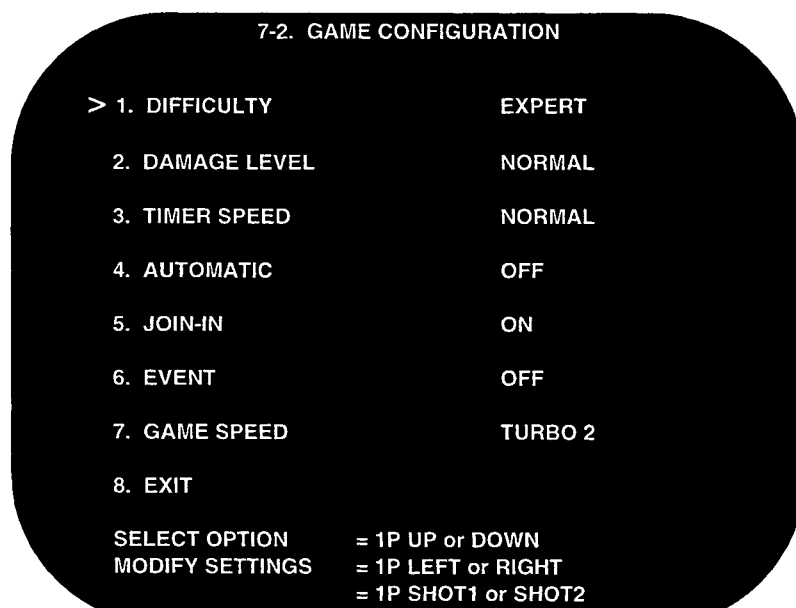 7-2. GAME CONFIGURATION
> 1. DIFFICULTY EXPERT
2. DAMAGE LEVEL NORMAL
3. TIMER SPEED NORMAL
4. AUTOMATIC OFF
5. JOIN-IN ON
6. EVENT OFF
7. GAME SPEED TURBO 2
8. EXIT
SELECT OPTION = 1P UP or DOWN
MODIFY SETTINGS = 1P LEFT or RIGHT
= 1P SHOT1 or SHOT2